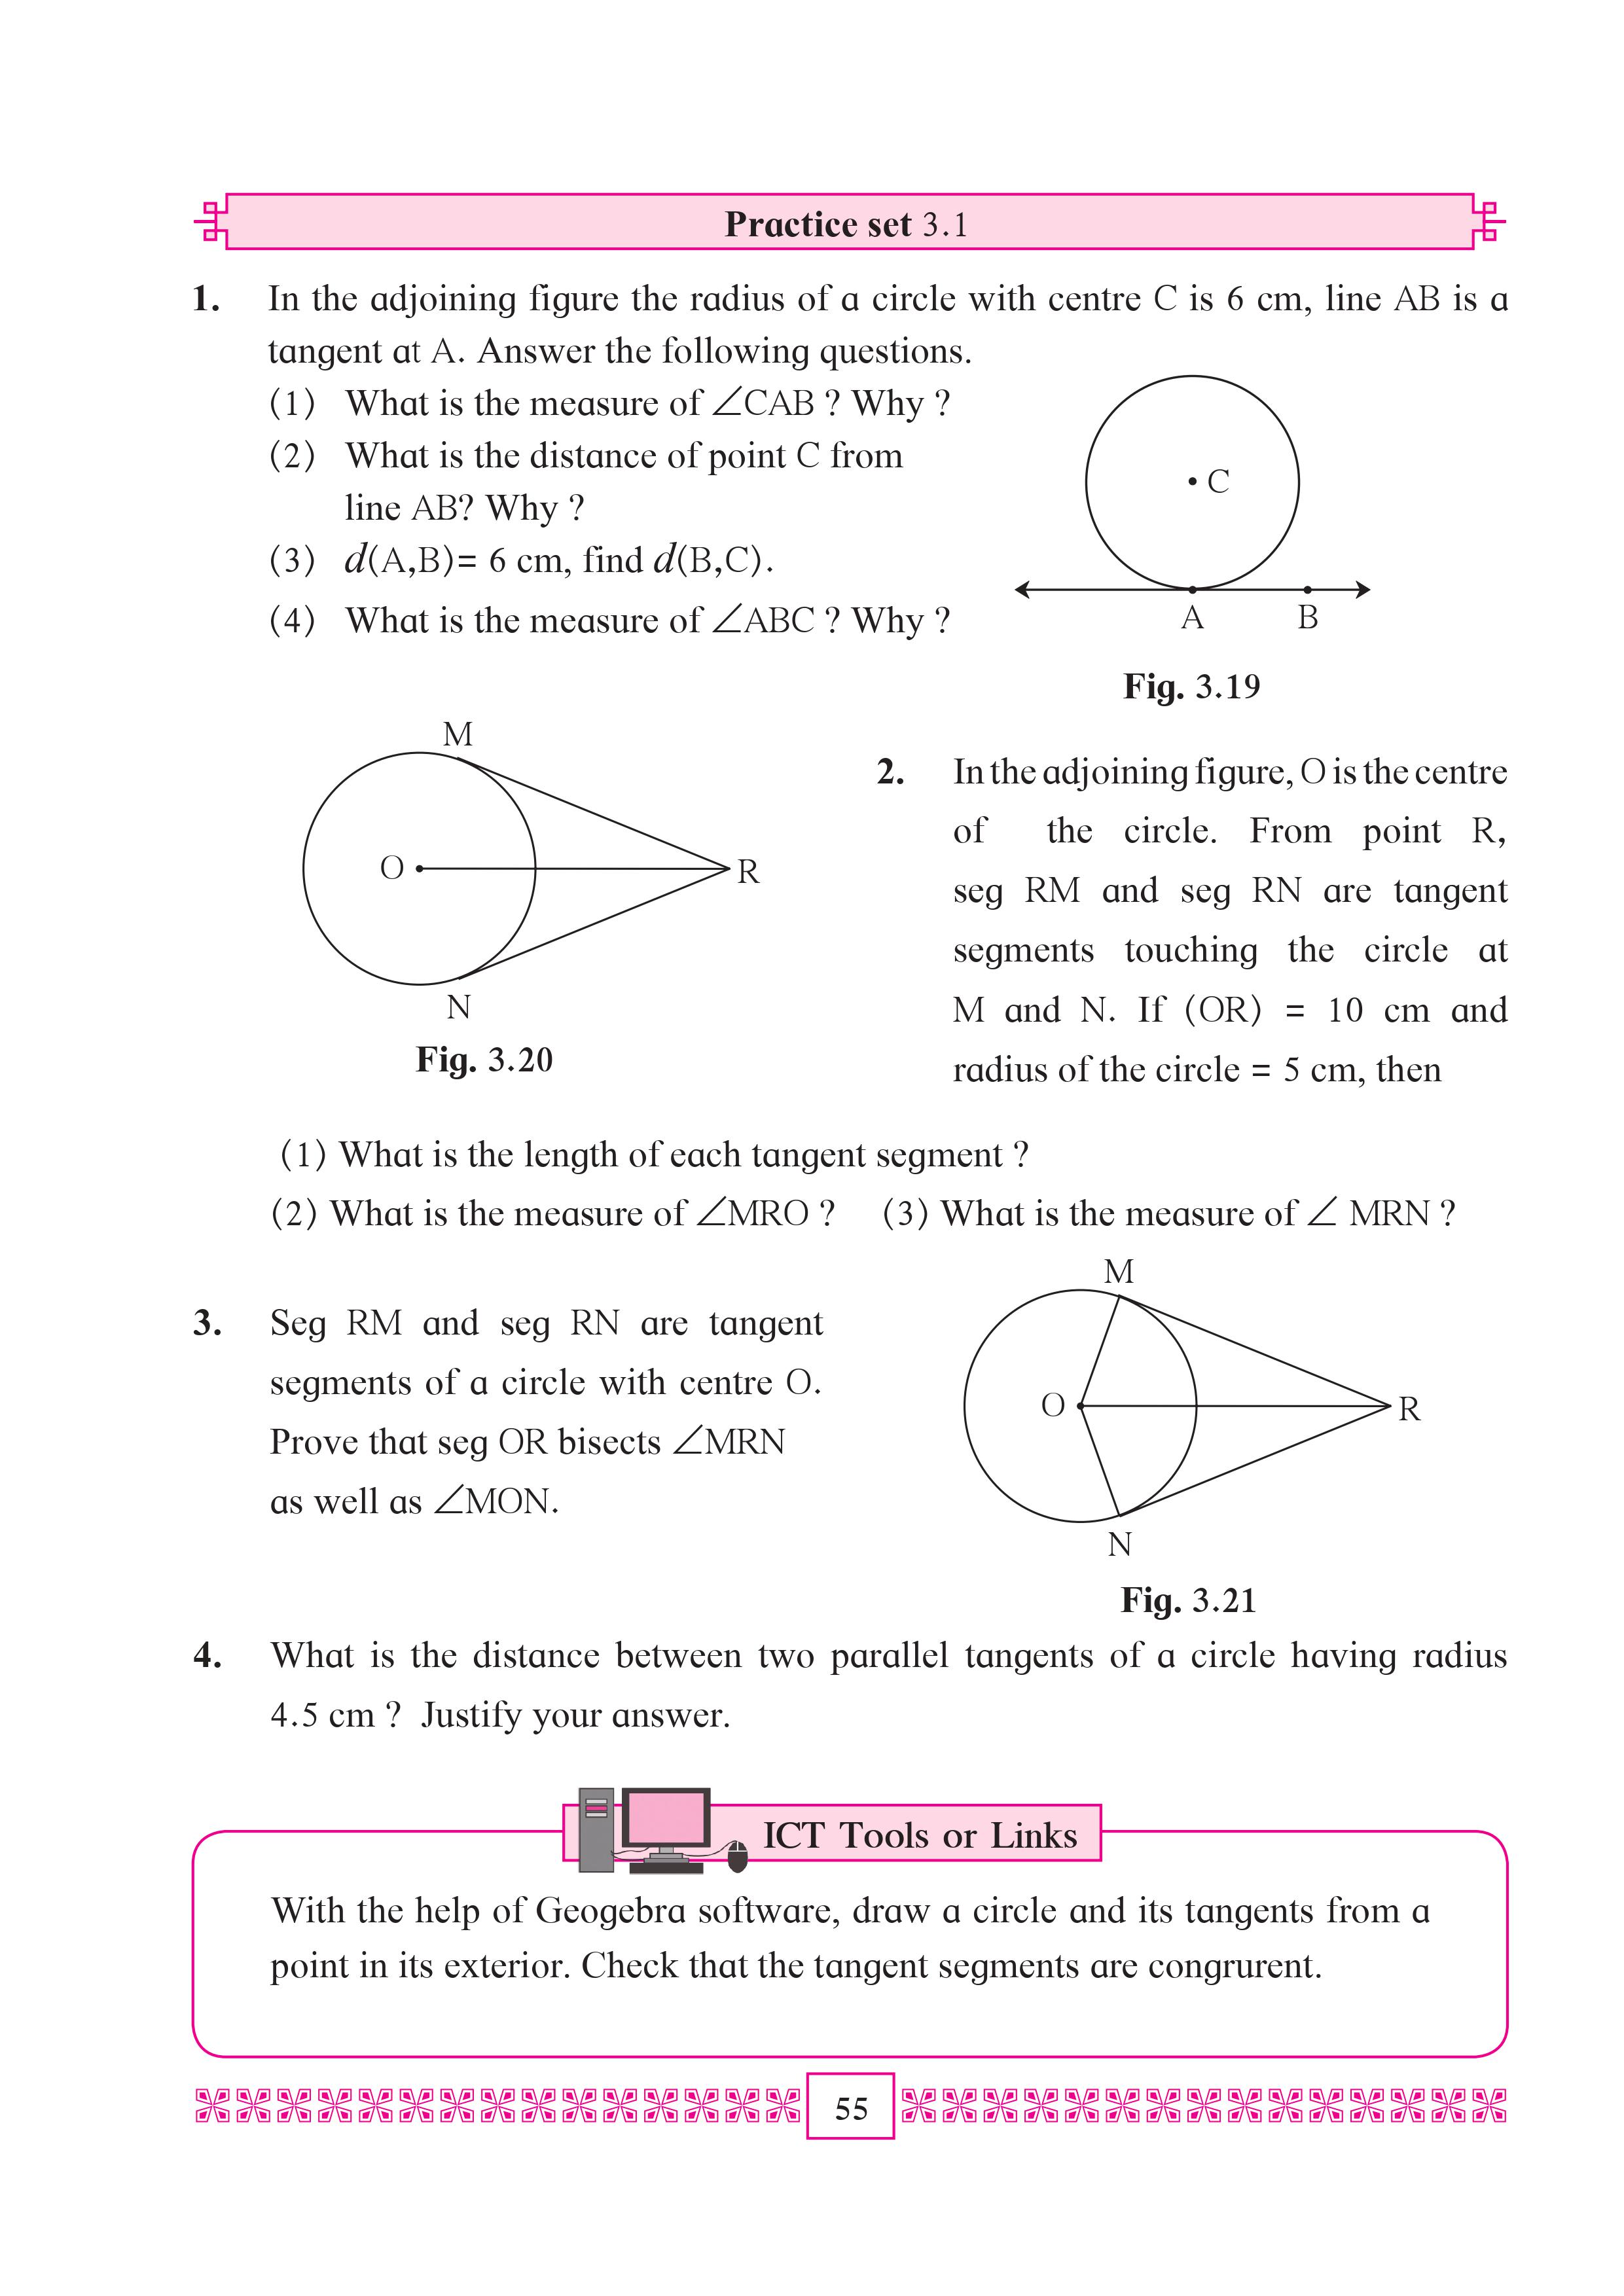 Practice set 3.1
1. In the adjoining figure the radius of a circle with centre C is 6 cm, line AB is a
tangent at A. Answer the following questions.
(1) What is the measure of ∠CAB ? Why ?
(2) What is the distance of point C from
line AB? Why ?
(3) d(A,B)= 6 cm, find d(B,C).
(4) What is the measure of ∠ABC ? Why ?
C
A B
Fig. 3.19
M
O
R
N
Fig. 3.20
2. In the adjoining figure, O is the centre
of the circle. From point R,
seg RM and seg RN are tangent
segments touching the circle at
M and N. If (OR) = 10 cm and
radius of the circle = 5 cm, then
(1) What is the length of each tangent segment ?
(2) What is the measure of ∠MRO ? (3) What is the measure of ∠ MRN ?
3. Seg RM and seg RN are tangent
segments of a circle with centre O.
Prove that seg OR bisects ∠MRN
as well as ∠MON.
M
O
R
N
Fig. 3.21
4. What is the distance between two parallel tangents of a circle having radius
4.5 cm ? Justify your answer.
ICT Tools or Links
With the help of Geogebra software, draw a circle and its tangents from a
point in its exterior. Check that the tangent segments are congrurent.
55